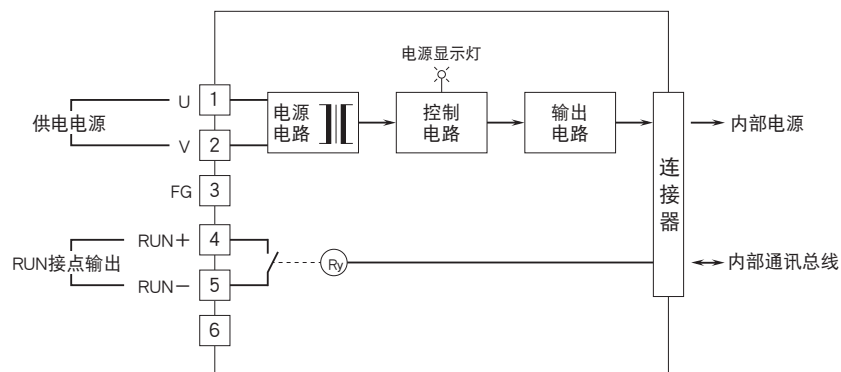 电源显示灯
供电电源
U
1
V
2
电源
电路
控制
电路
输出
电路
连接器
内部电源
FG
3
RUN接点输出
RUN+
4
RUN−
5
Ry
内部通讯总线
6